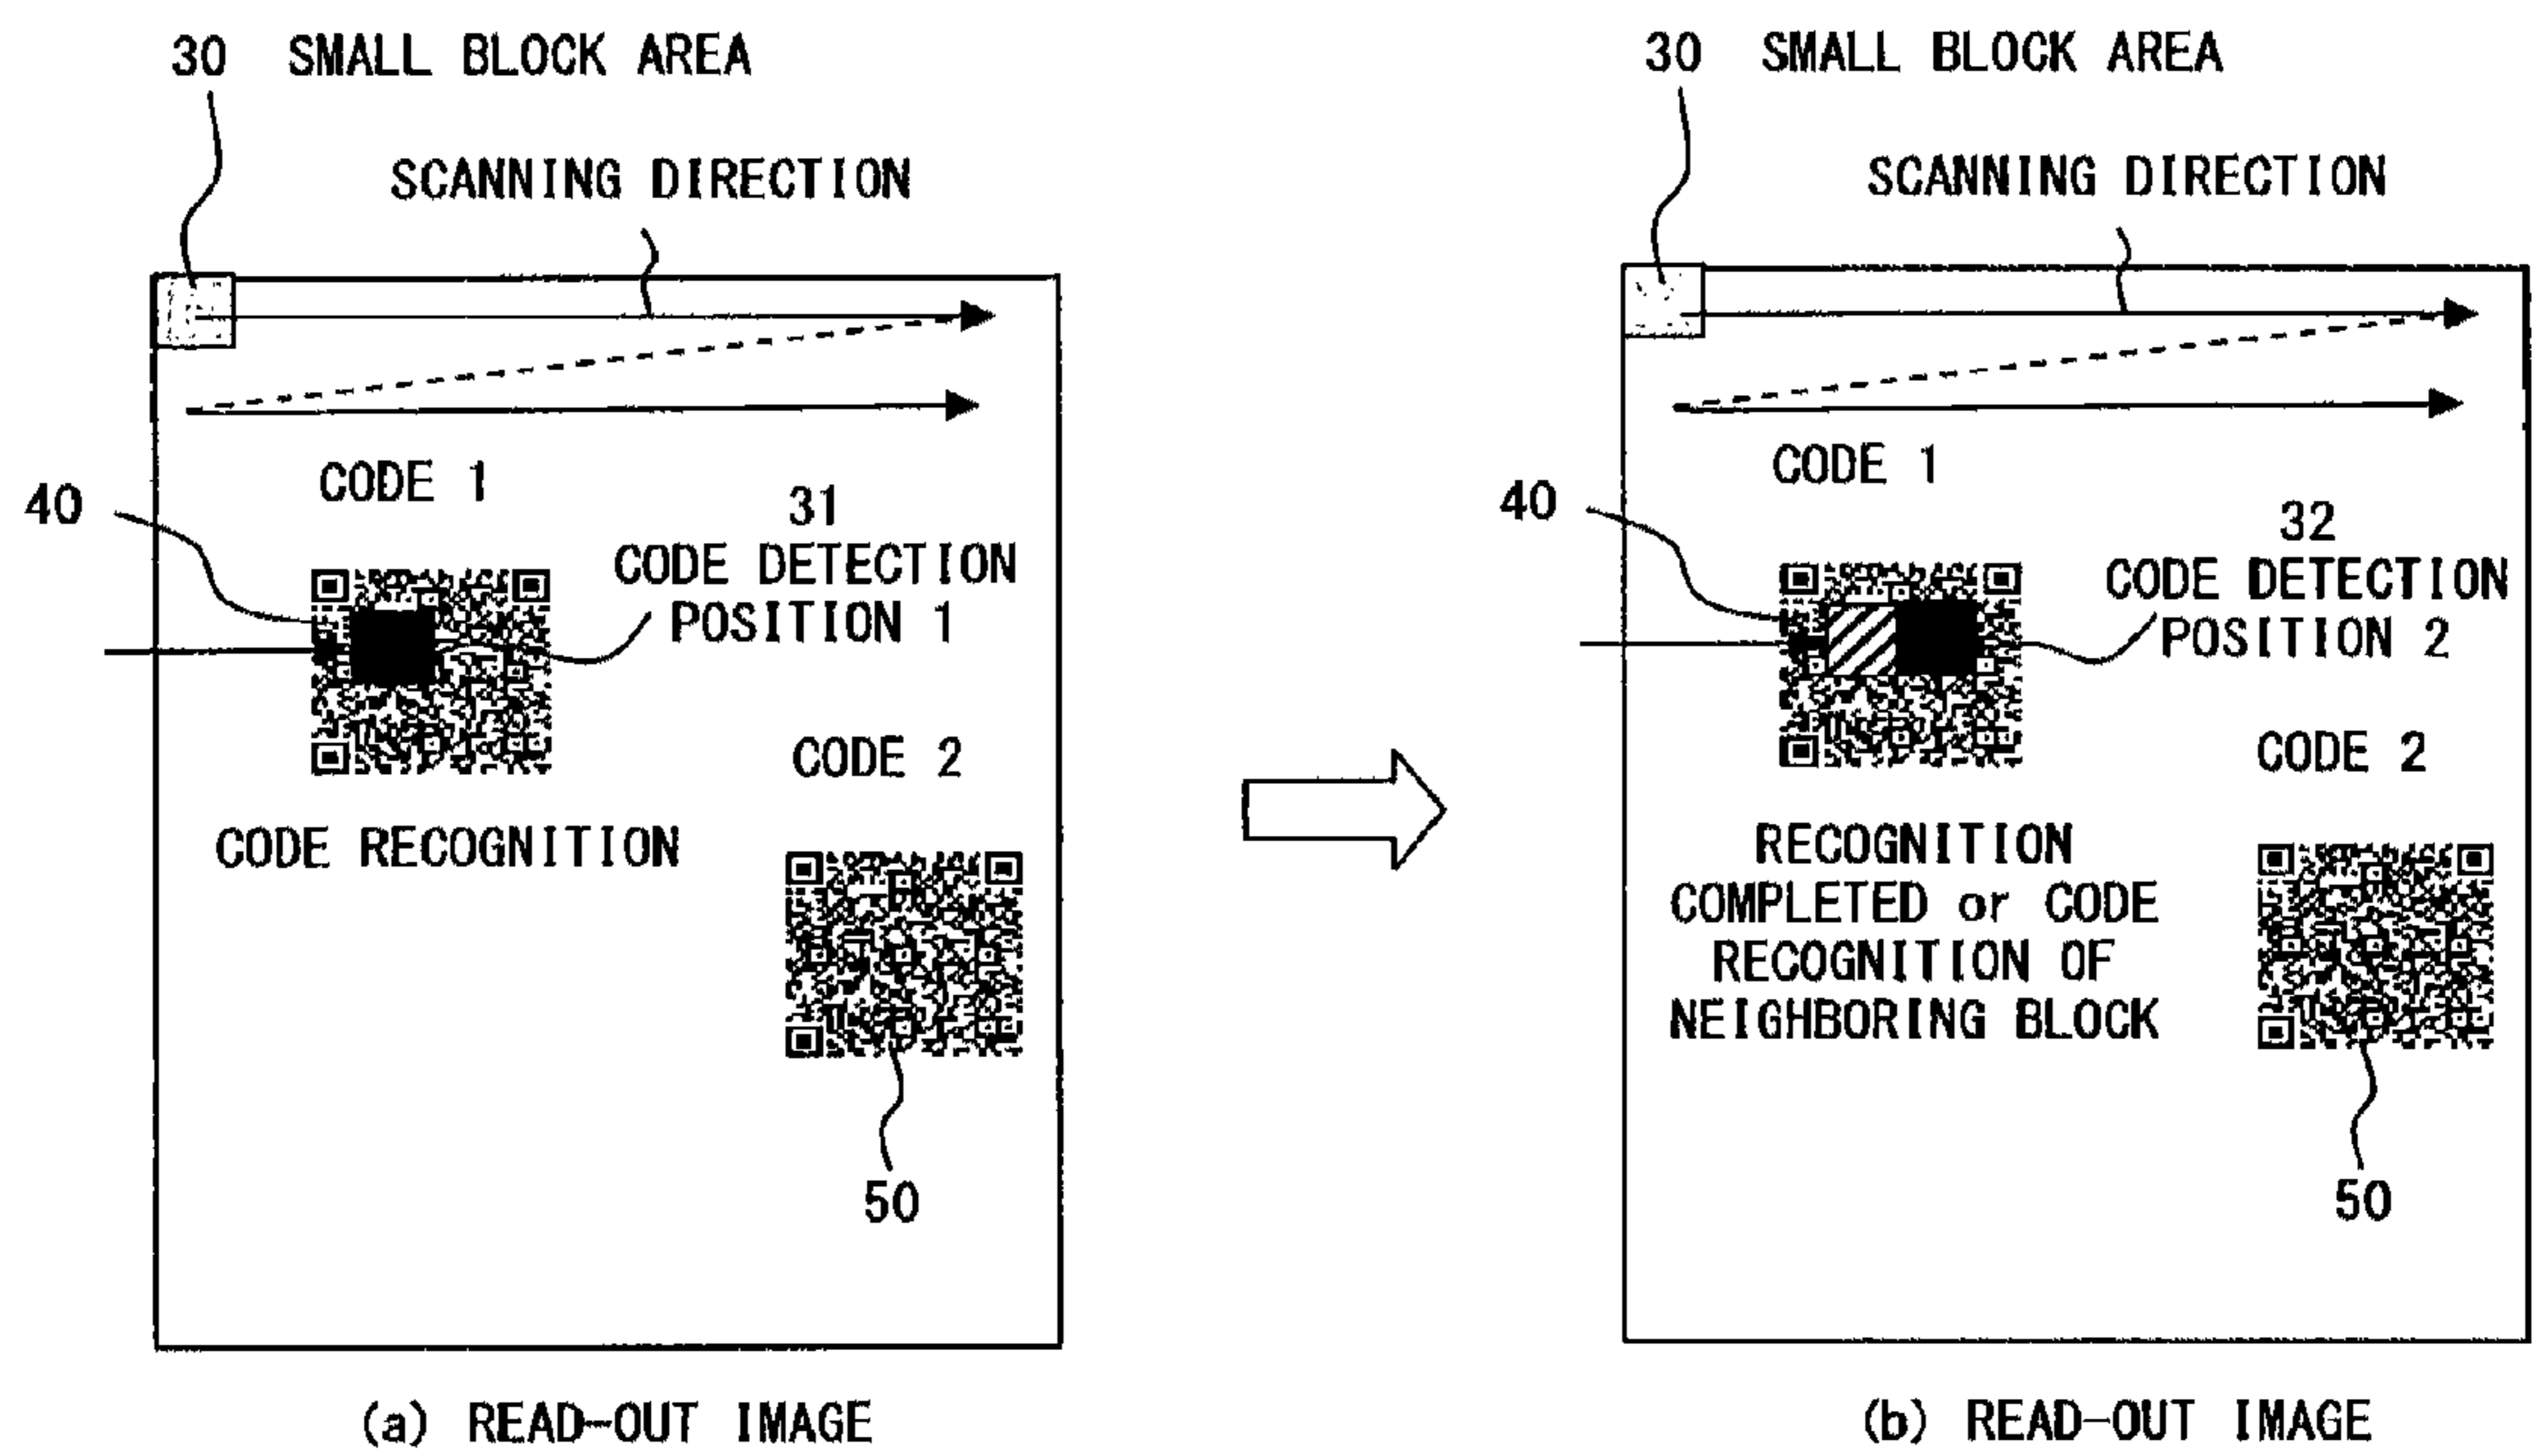 30 SMALL BLOCK AREA
SCANNING DIRECTION
CODE 1
40
31
CODE DETECTION
POSITION 1
CODE 2
CODE RECOGNITION
50
(a) READ-OUT IMAGE
30 SMALL BLOCK AREA
SCANNING DIRECTION
CODE 1
40
32
CODE DETECTION
POSITION 2
CODE 2
RECOGNITION
COMPLETED or CODE
RECOGNITION OF
NEIGHBORING BLOCK
50
(b) READ-OUT IMAGE